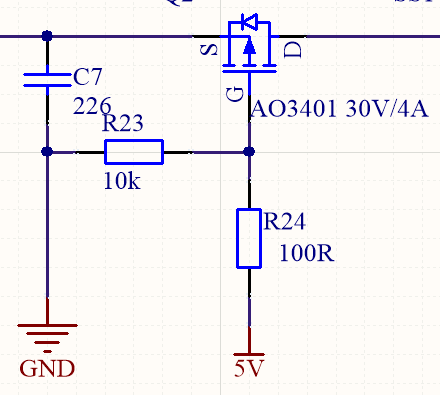 S
D
C7
226
G
AO3401 30V/4A
R23
10k
R24
100R
GND
5V